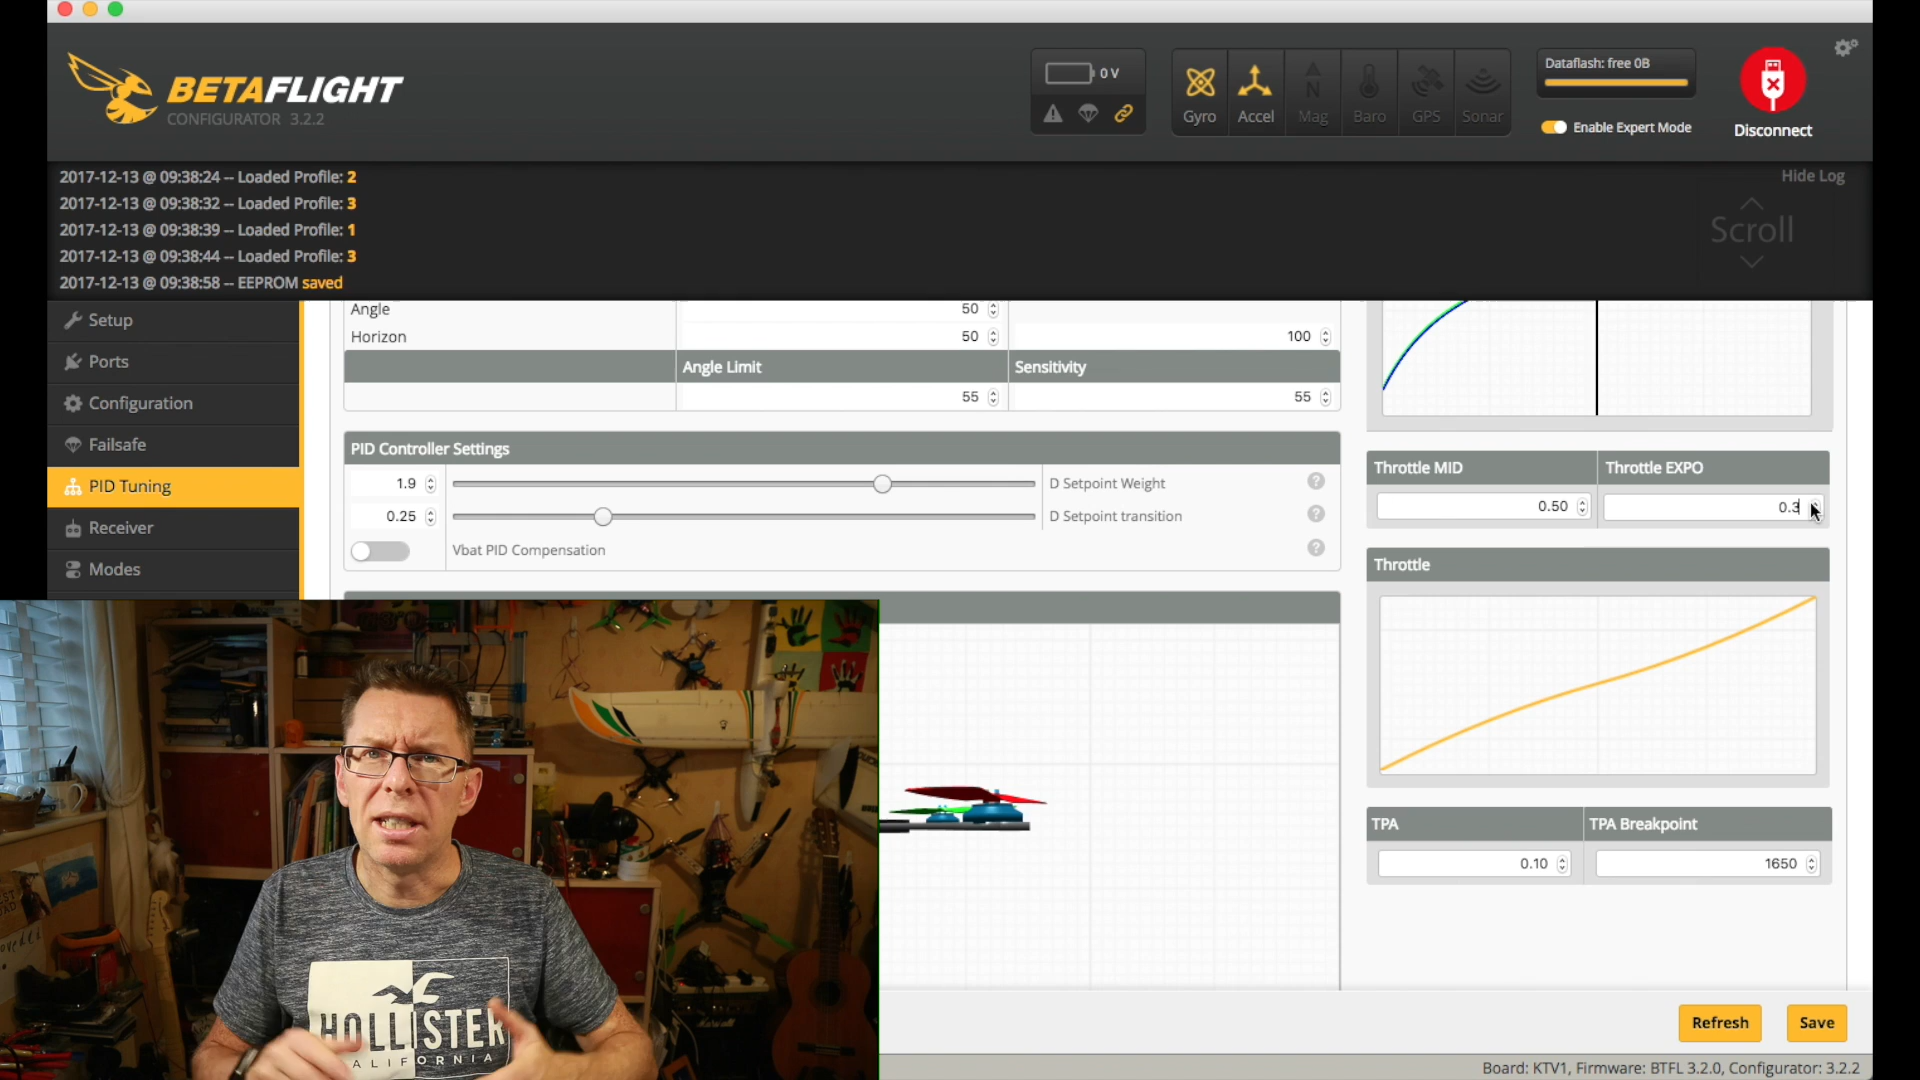 BETAFLIGHT
CONFIGURATOR 3.2.2
0 V
Gyro Accel Mag Baro GPS Sonar
Dataflash: free 0B
Enable Expert Mode
Disconnect
2017-12-13 @ 09:38:24 -- Loaded Profile: 2
2017-12-13 @ 09:38:32 -- Loaded Profile: 3
2017-12-13 @ 09:38:39 -- Loaded Profile: 1
2017-12-13 @ 09:38:44 -- Loaded Profile: 3
2017-12-13 @ 09:38:58 -- EEPROM saved
Hide Log
Scroll
Setup
Ports
Configuration
Failsafe
PID Tuning
Receiver
Modes
Angle 50
Horizon 50 100
Angle Limit Sensitivity
55 55
PID Controller Settings
1.9 D Setpoint Weight ?
0.25 D Setpoint transition ?
Vbat PID Compensation ?
Throttle MID Throttle EXPO
0.50 0.3
Throttle
TPA TPA Breakpoint
0.10 1650
Refresh Save
HOLLISTER
CALIFORNIA
Board: KTV1, Firmware: BTFL 3.2.0, Configurator: 3.2.2